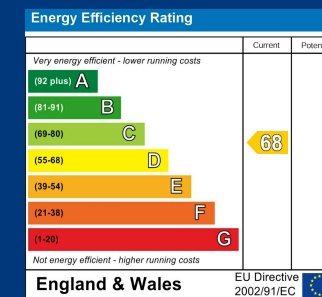 Energy Efficiency Rating
Current Poten
Very energy efficient - lower running costs
(92 plus) A
(81-91) B
(69-80) C
68
(55-68) D
(39-54) E
(21-38) F
(1-20) G
Not energy efficient - higher running costs
England & Wales
EU Directive
2002/91/EC